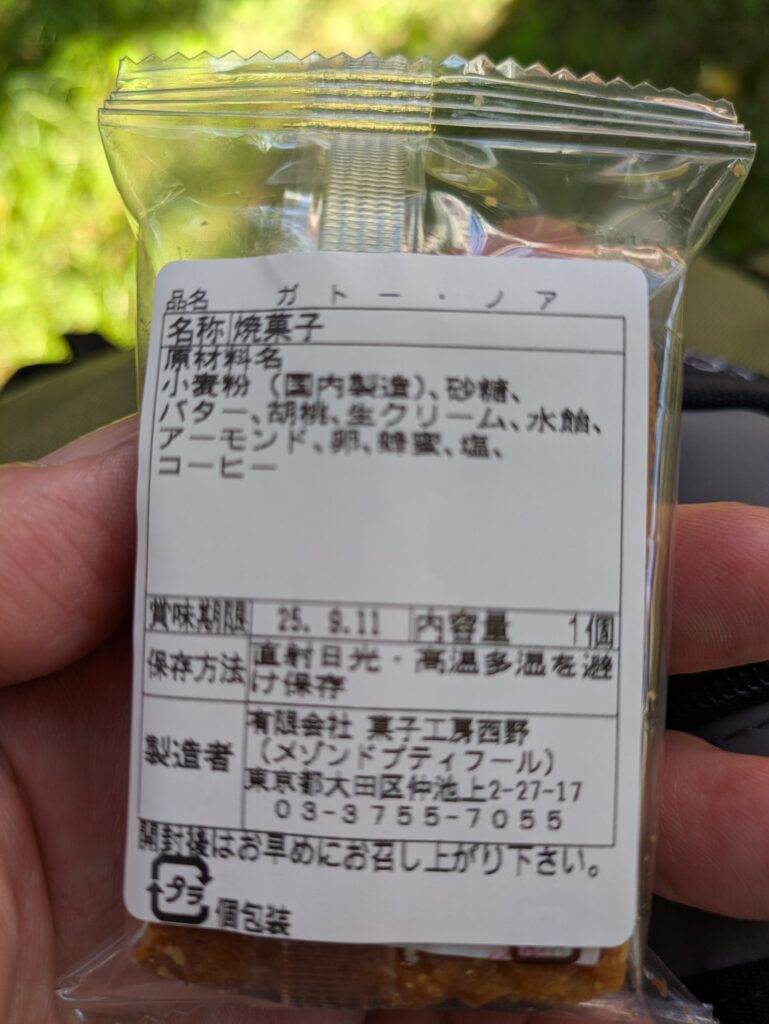 品名 ガトー・ノア
名称 焼菓子
原材料名
小麦粉（国内製造）、砂糖、
バター、胡桃、生クリーム、水飴、
アーモンド、卵、蜂蜜、塩、
コーヒー
賞味期限 25. 9.11 内容量 1個
保存方法 直射日光・高温多湿を避
け保存
製造者 有限会社 菓子工房西野
（メゾンドプティフール）
東京都大田区仲池上2-27-17
03-3755-7055
開封後はお早めにお召し上がり下さい。
プラ 個包装